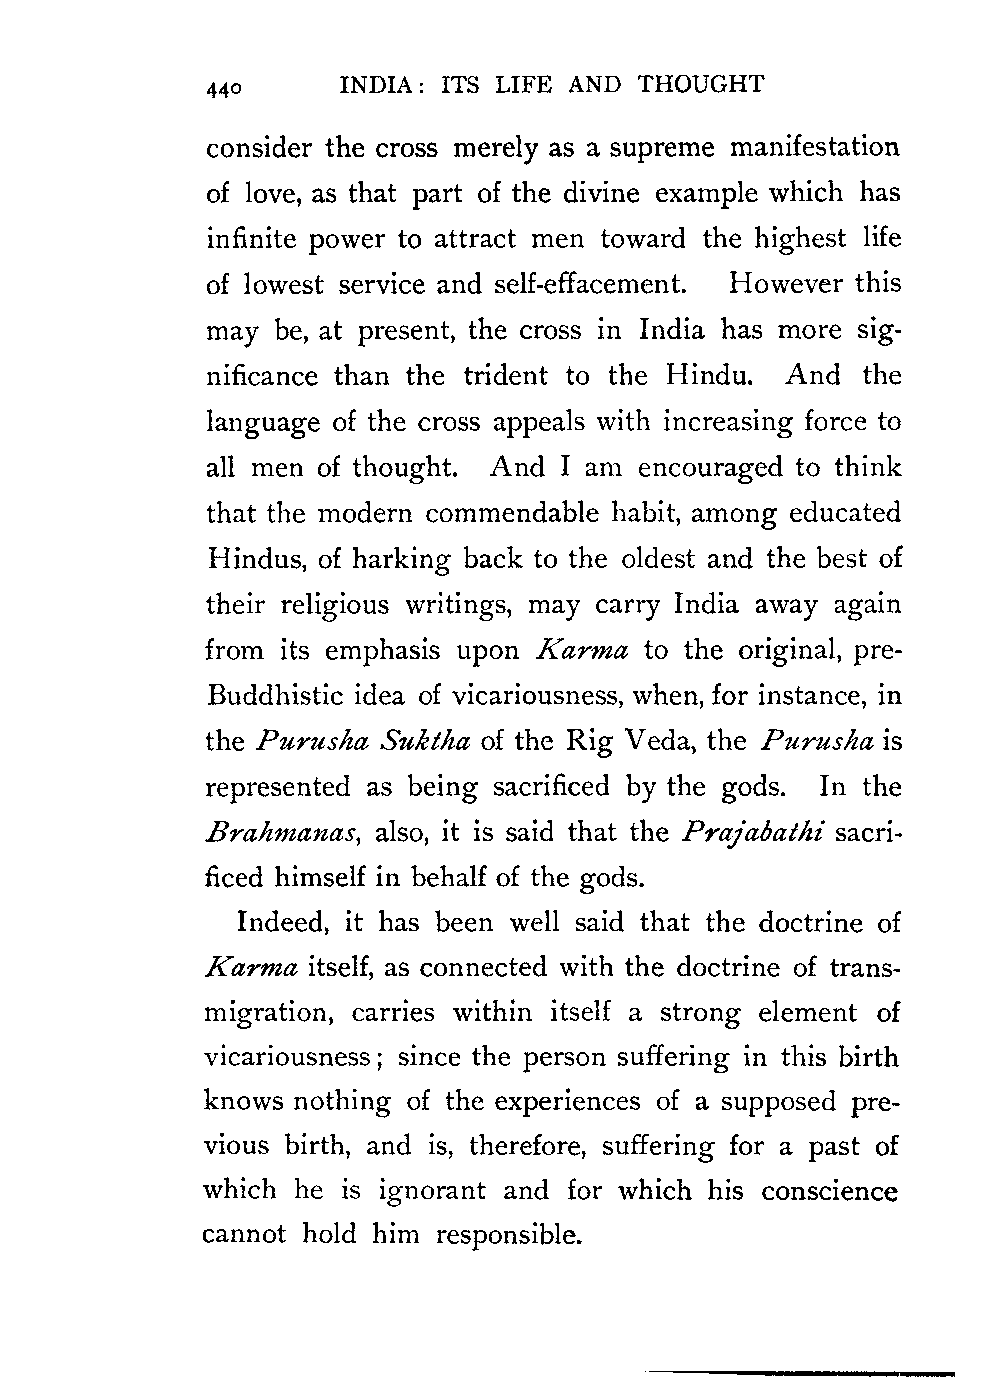 440 INDIA: ITS LIFE AND THOUGHT
consider the cross merely as a supreme manifestation
of love, as that part of the divine example which has
infinite power to attract men toward the highest life
of lowest service and self-effacement. However this
may be, at present, the cross in India has more sig-
nificance than the trident to the Hindu. And the
language of the cross appeals with increasing force to
all men of thought. And I am encouraged to think
that the modern commendable habit, among educated
Hindus, of harking back to the oldest and the best of
their religious writings, may carry India away again
from its emphasis upon Karma to the original, pre-
Buddhistic idea of vicariousness, when, for instance, in
the Purusha Suktha of the Rig Veda, the Purusha is
represented as being sacrificed by the gods. In the
Brahmanas, also, it is said that the Prajabathi sacri-
ficed himself in behalf of the gods.
Indeed, it has been well said that the doctrine of
Karma itself, as connected with the doctrine of trans-
migration, carries within itself a strong element of
vicariousness; since the person suffering in this birth
knows nothing of the experiences of a supposed pre-
vious birth, and is, therefore, suffering for a past of
which he is ignorant and for which his conscience
cannot hold him responsible.